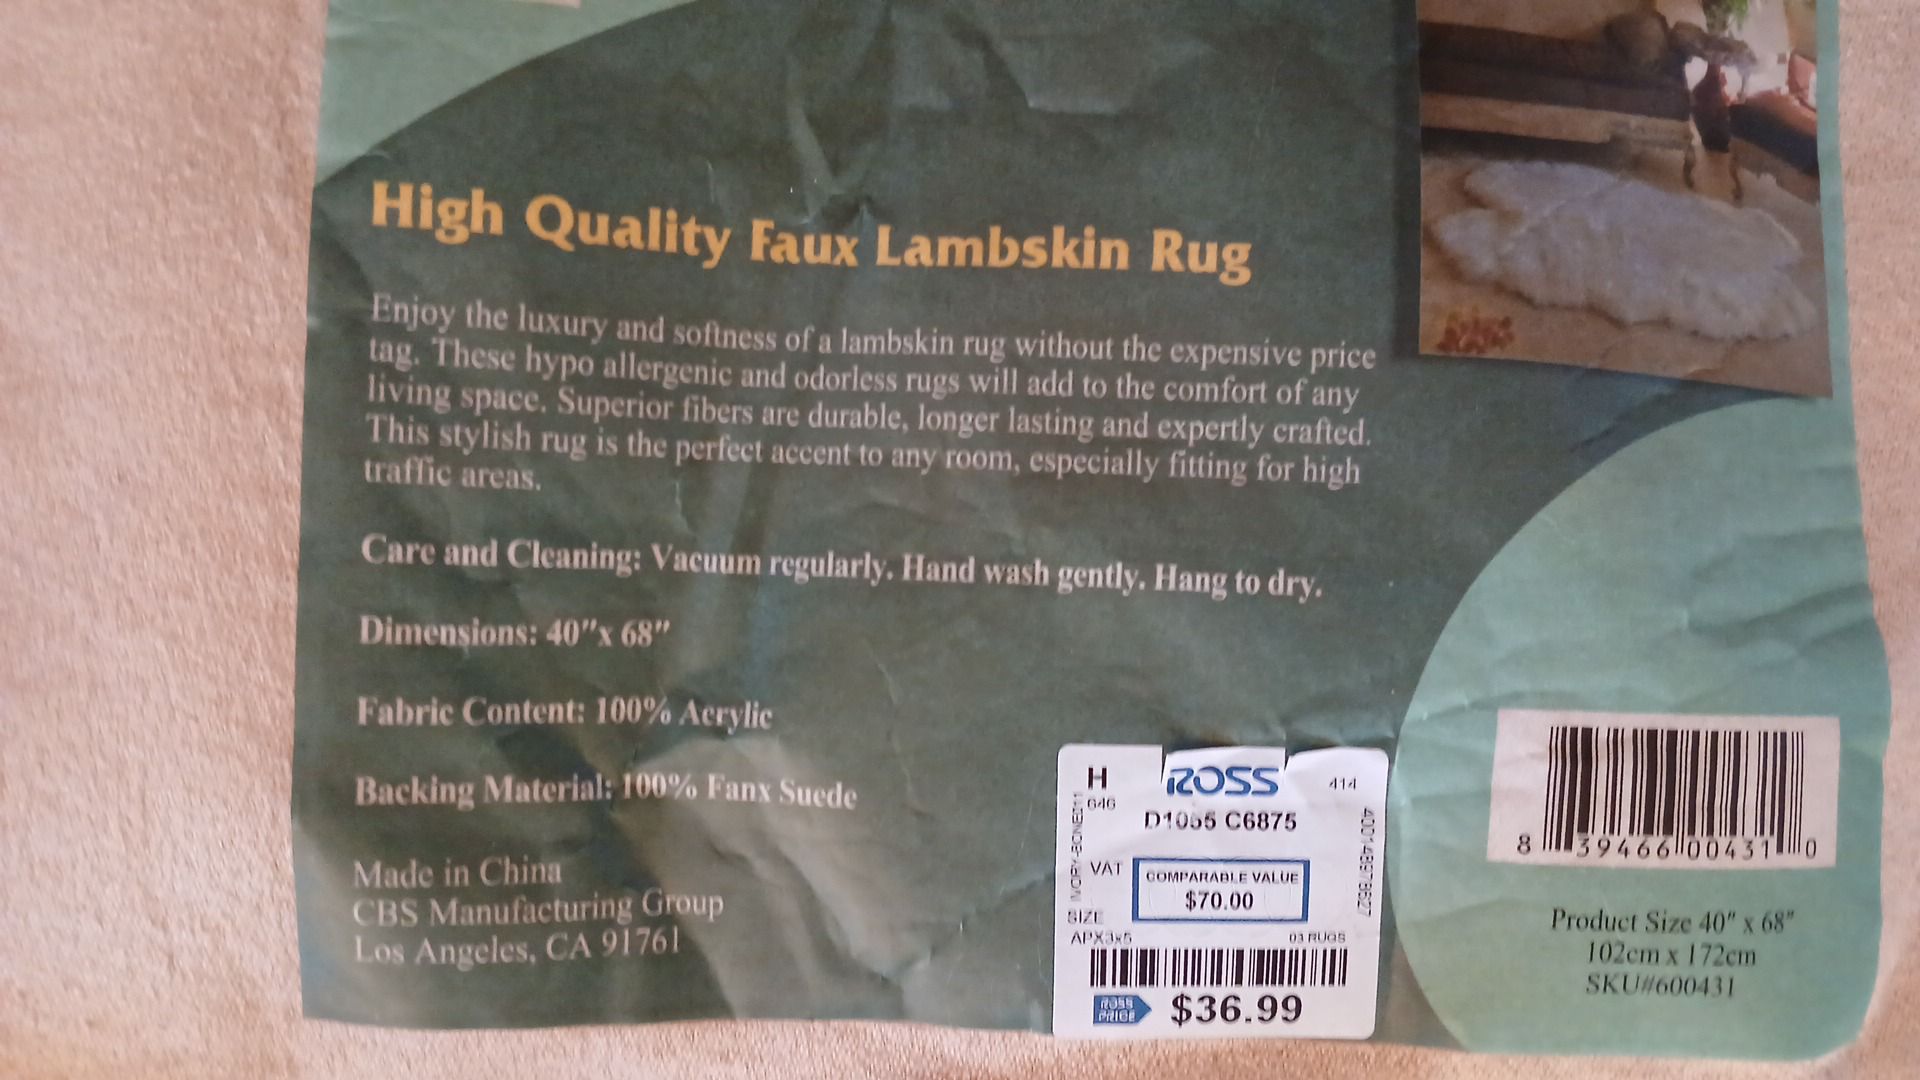 High Quality Faux Lambskin Rug
Enjoy the luxury and softness of a lambskin rug without the expensive price
tag. These hypo allergenic and odorless rugs will add to the comfort of any
living space. Superior fibers are durable, longer lasting and expertly crafted.
This stylish rug is the perfect accent to any room, especially fitting for high
traffic areas.
Care and Cleaning: Vacuum regularly. Hand wash gently. Hang to dry.
Dimensions: 40"x 68"
Fabric Content: 100% Acrylic
Backing Material: 100% Fanx Suede
Made in China
CBS Manufacturing Group
Los Angeles, CA 91761
H ROSS 414
646
D1055 C6875
VAT
COMPARABLE VALUE
$70.00
SIZE
APX3x5 03 RUGS
ROSS
PRICE
$36.99
8 39466 00431 0
Product Size 40" x 68"
102cm x 172cm
SKU#600431